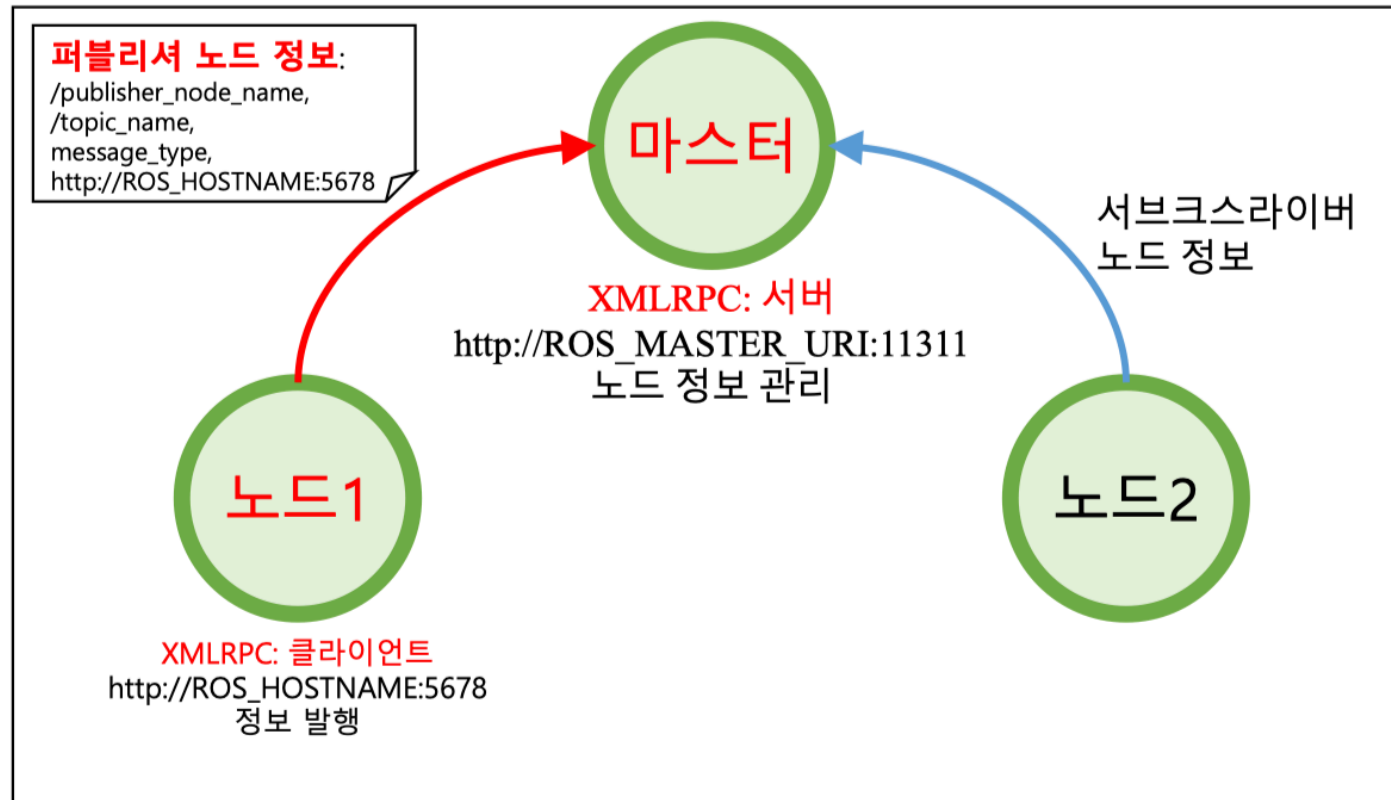 퍼블리셔 노드 정보:
/publisher_node_name,
/topic_name,
message_type,
http://ROS_HOSTNAME:5678
마스터
서브크스라이버
노드 정보
XMLRPC: 서버
http://ROS_MASTER_URI:11311
노드 정보 관리
노드1
노드2
XMLRPC: 클라이언트
http://ROS_HOSTNAME:5678
정보 발행